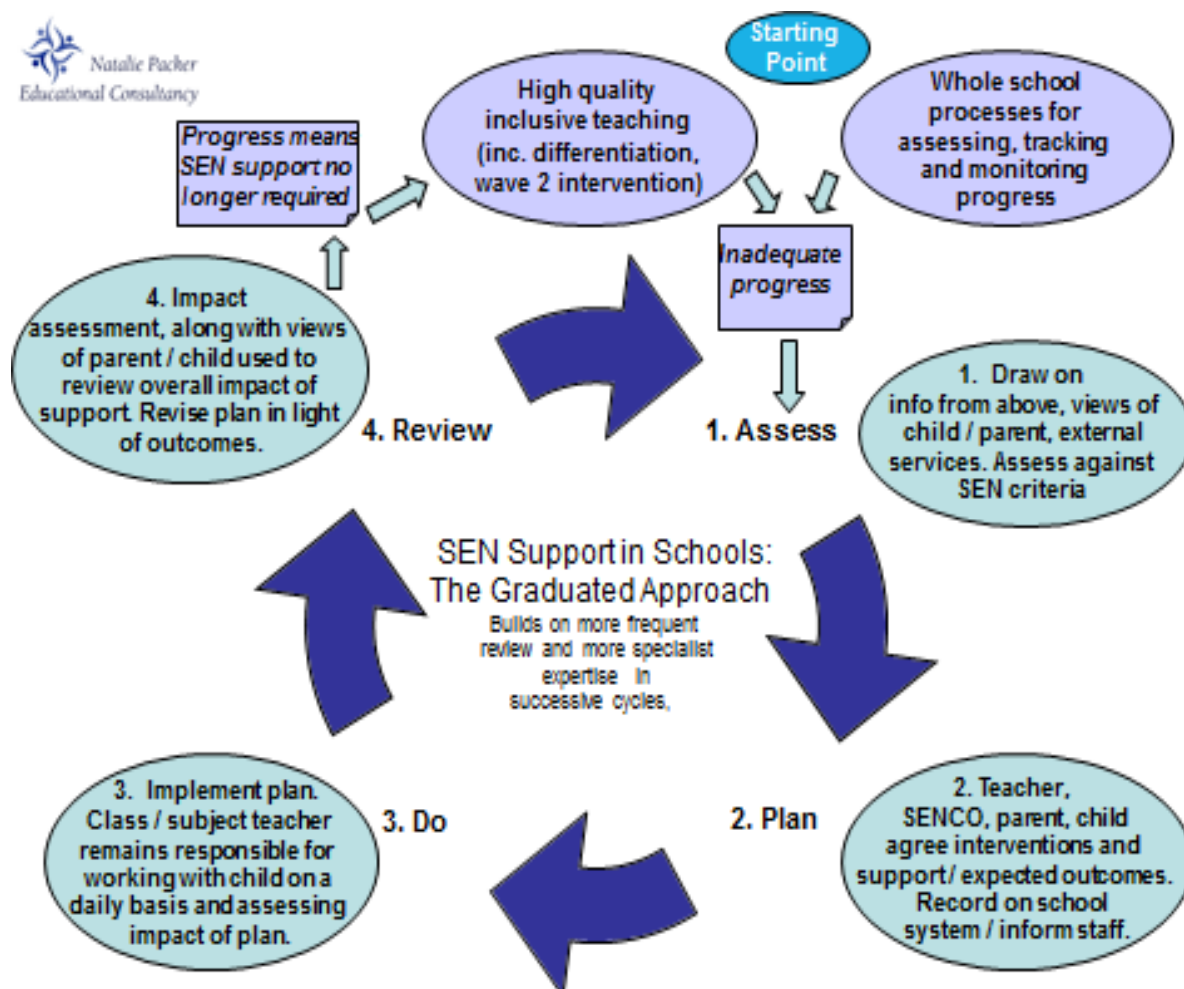 Natalie Packer
Educational Consultancy
Starting
Point
High quality
inclusive teaching
(inc. differentiation,
wave 2 intervention)
Whole school
processes for
assessing, tracking
and monitoring
progress
Progress means
SEN support no
longer required
Inadequate
progress
4. Impact
assessment, along with views
of parent / child used to
review overall impact of
support. Revise plan in light
of outcomes.
4. Review
1. Assess
1. Draw on
info from above, views of
child / parent, external
services. Assess against
SEN criteria
SEN Support in Schools:
The Graduated Approach
Builds on more frequent
review and more specialist
expertise in
successive cycles,
3. Implement plan.
Class / subject teacher
remains responsible for
working with child on a
daily basis and assessing
impact of plan.
3. Do
2. Plan
2. Teacher,
SENCO, parent, child
agree interventions and
support / expected outcomes.
Record on school
system / inform staff.